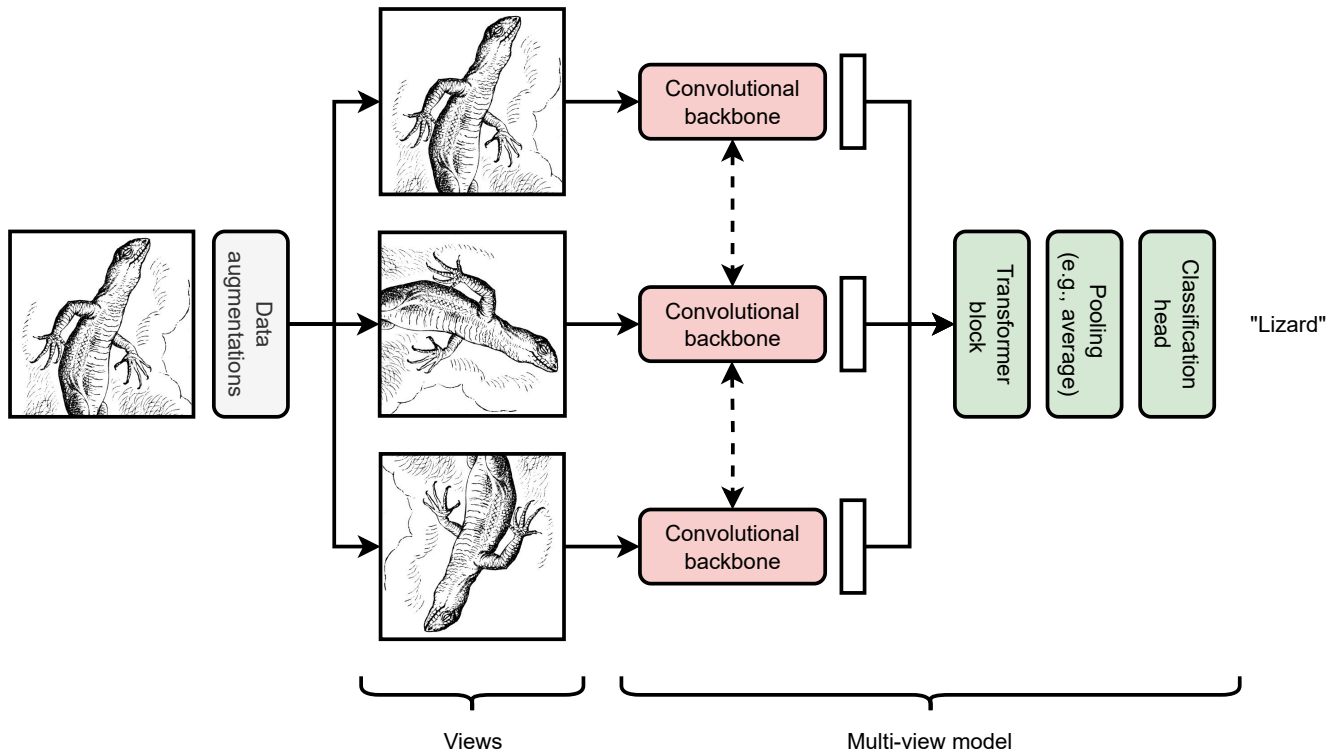 Data
augmentations
Convolutional
backbone
Convolutional
backbone
Convolutional
backbone
Transformer
block
Pooling
(e.g., average)
Classification
head
"Lizard"
Views
Multi-view model